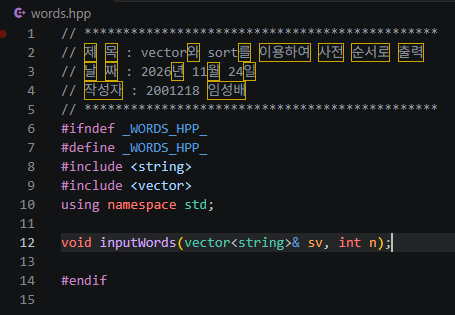 words.hpp
1 // *********************************************
2 // 제 목 : vector와 sort를 이용하여 사전 순서로 출력
3 // 날 짜 : 2026년 11월 24일
4 // 작성자 : 2001218 임성배
5 // *********************************************
6 #ifndef _WORDS_HPP_
7 #define _WORDS_HPP_
8 #include <string>
9 #include <vector>
10 using namespace std;
11
12 void inputWords(vector<string>& sv, int n);
13
14 #endif
15